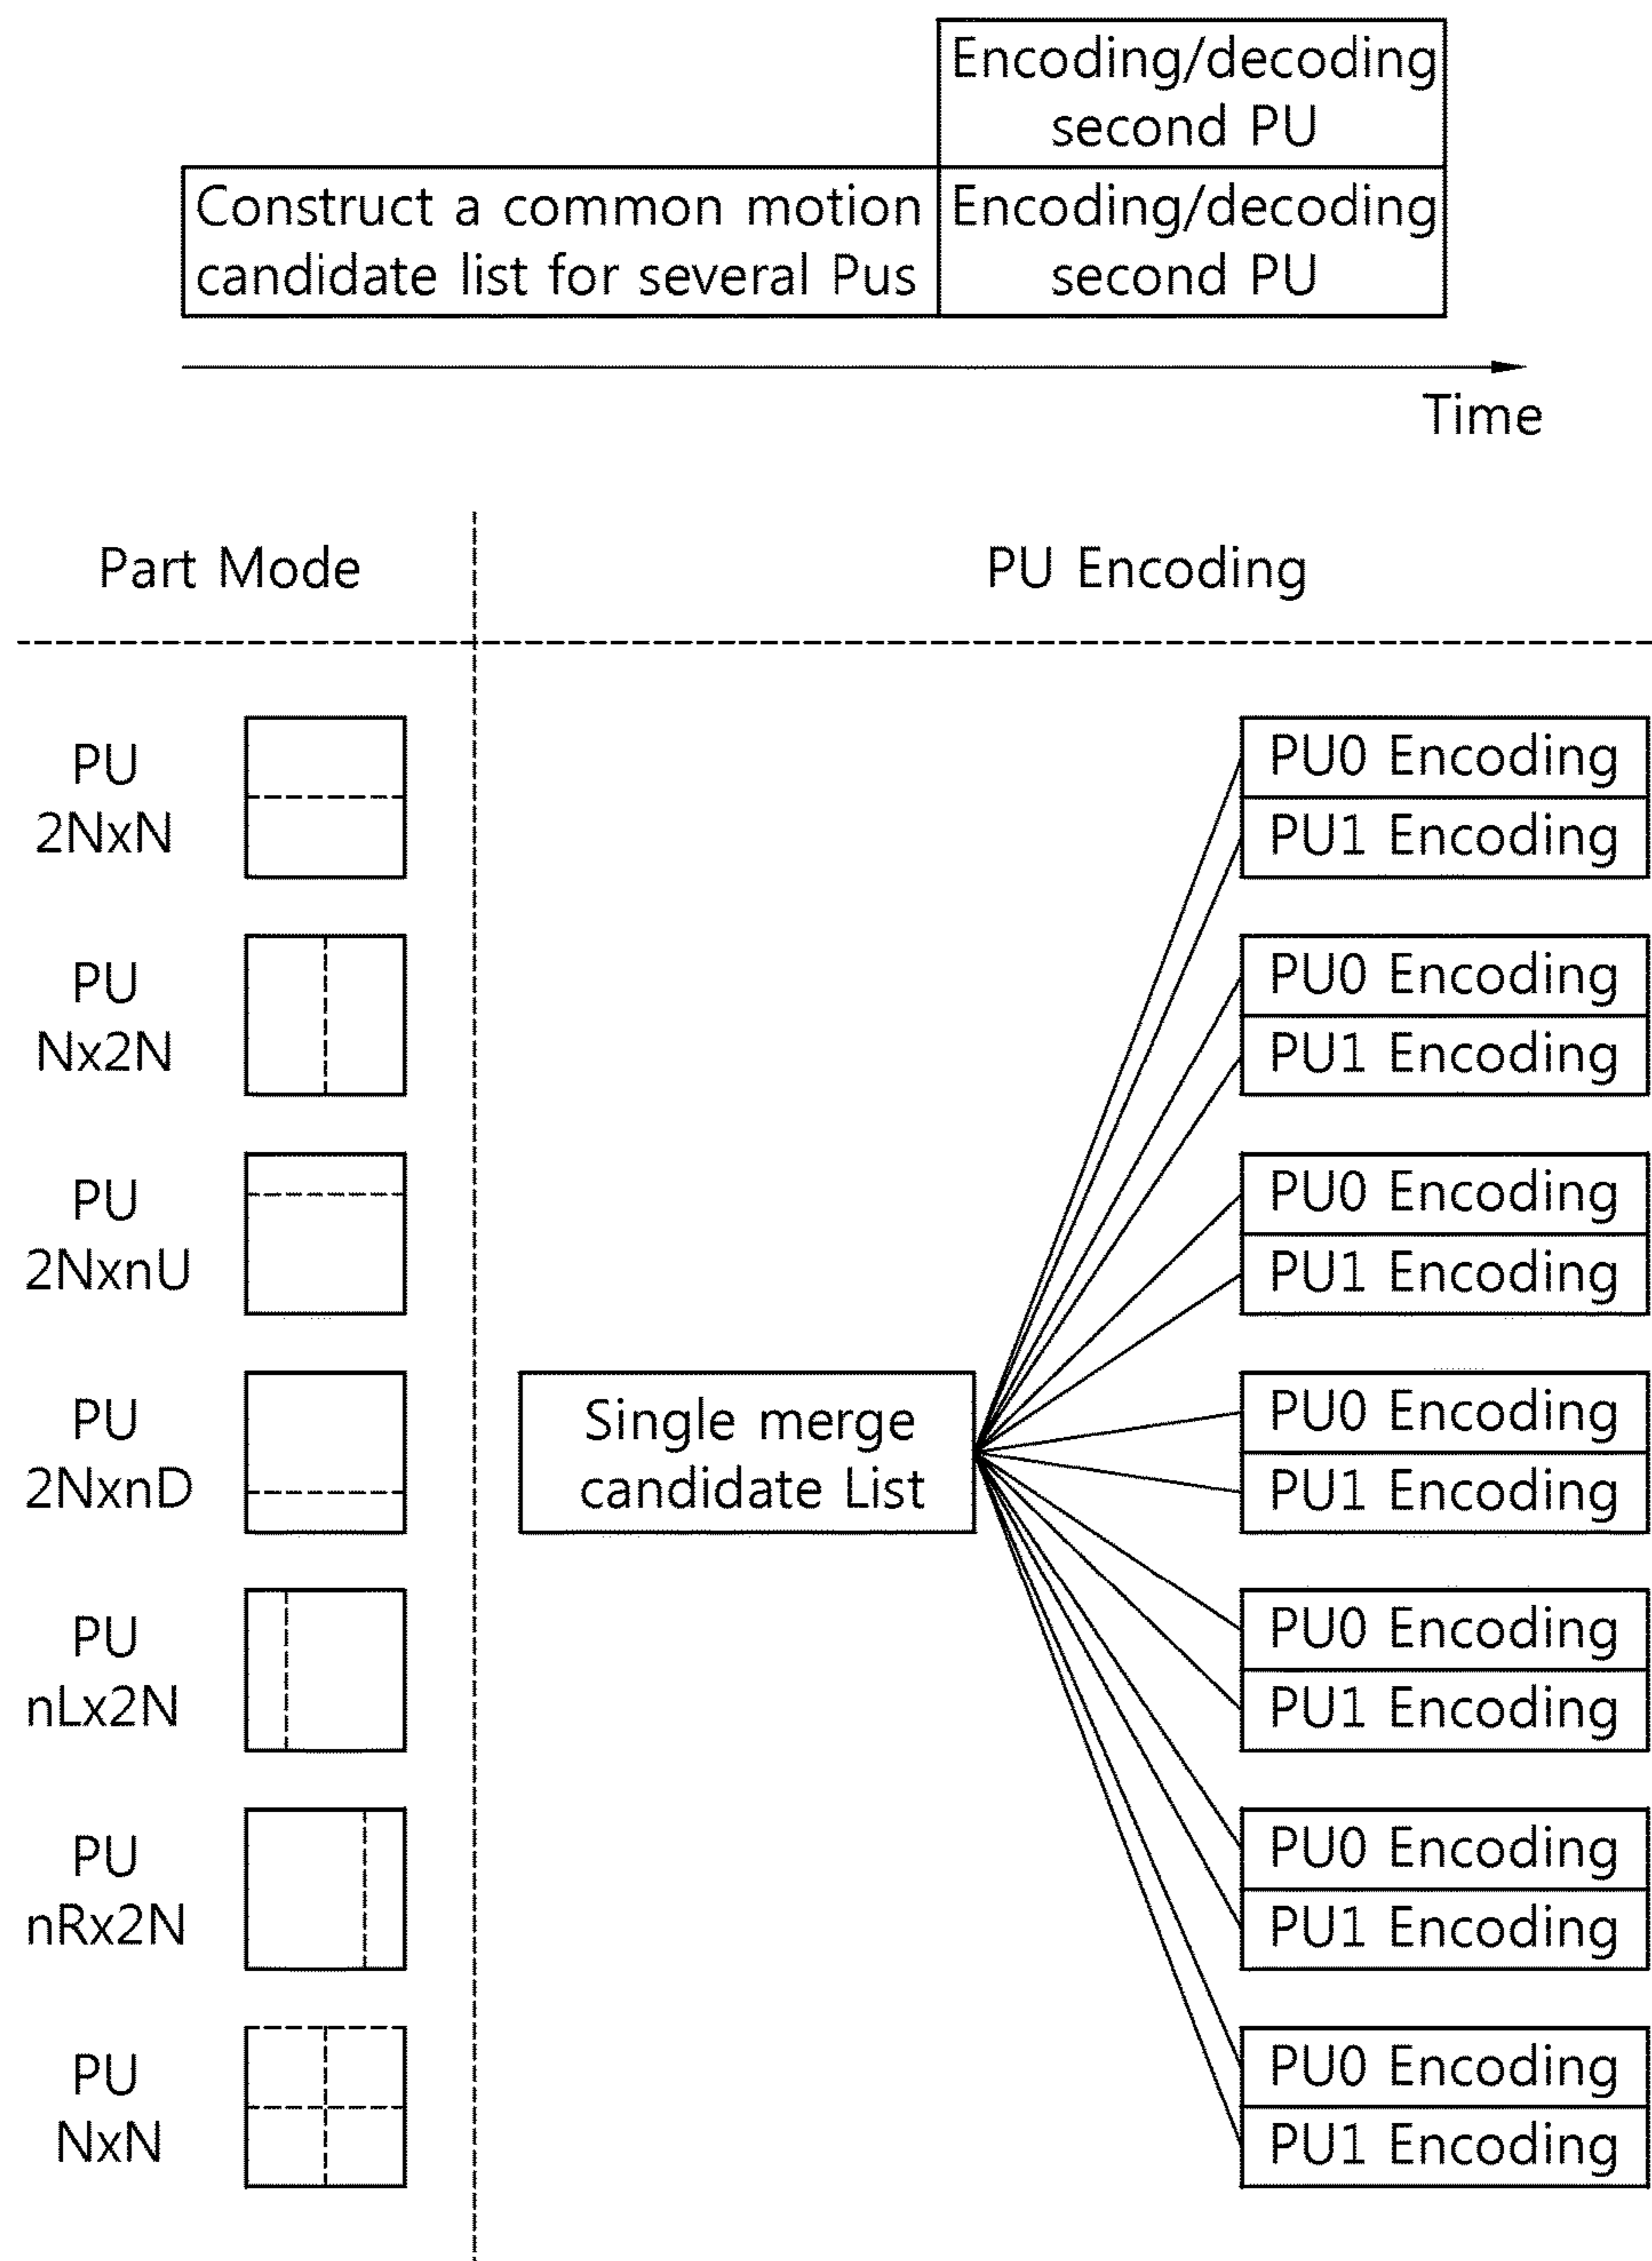 Encoding/decoding
second PU
Construct a common motion
candidate list for several Pus
Encoding/decoding
second PU
Time
Part Mode
PU Encoding
PU
2NxN
PU0 Encoding
PU1 Encoding
PU
Nx2N
PU0 Encoding
PU1 Encoding
PU
2NxnU
PU0 Encoding
PU1 Encoding
PU
2NxnD
Single merge
candidate List
PU0 Encoding
PU1 Encoding
PU
nLx2N
PU0 Encoding
PU1 Encoding
PU
nRx2N
PU0 Encoding
PU1 Encoding
PU
NxN
PU0 Encoding
PU1 Encoding